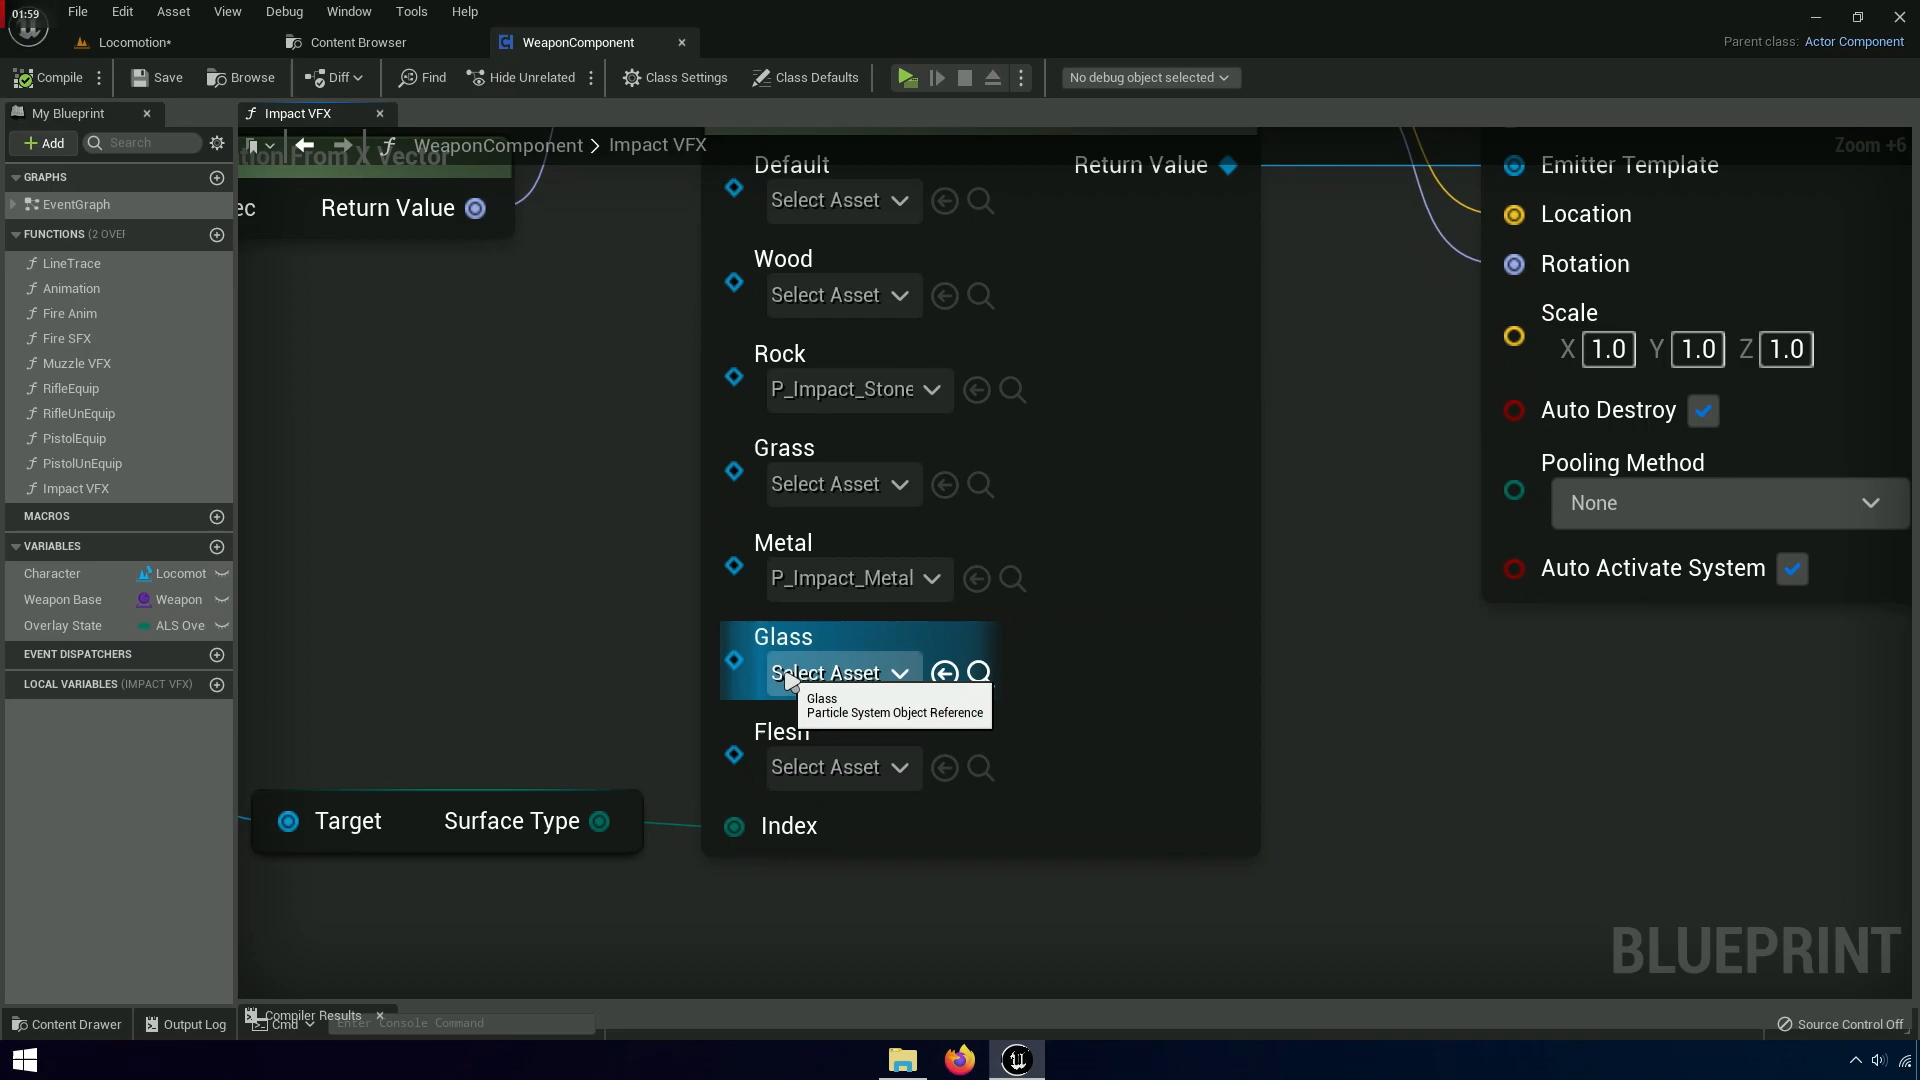 01:59
File Edit Asset View Debug Window Tools Help
Locomotion*
Content Browser
WeaponComponent
Parent class: Actor Component
Compile
Save
Browse
Diff
Find
Hide Unrelated
Class Settings
Class Defaults
No debug object selected
My Blueprint
Impact VFX
Add
Search
WeaponComponent > Impact VFX
Zoom +6
tion From X Vector
ec
Return Value
GRAPHS
EventGraph
FUNCTIONS (2 OVER
LineTrace
Animation
Fire Anim
Fire SFX
Muzzle VFX
RifleEquip
RifleUnEquip
PistolEquip
PistolUnEquip
Impact VFX
MACROS
VARIABLES
Character Locomot
Weapon Base Weapon
Overlay State ALS Ove
EVENT DISPATCHERS
LOCAL VARIABLES (IMPACT VFX)
Default
Select Asset
Return Value
Wood
Select Asset
Rock
P_Impact_Stone
Grass
Select Asset
Metal
P_Impact_Metal
Glass
Select Asset
Glass
Particle System Object Reference
Flesh
Select Asset
Index
Target
Surface Type
Emitter Template
Location
Rotation
Scale
X 1.0 Y 1.0 Z 1.0
Auto Destroy
Pooling Method
None
Auto Activate System
BLUEPRINT
Compiler Results
Content Drawer
Output Log
Cmd
Enter Console Command
Source Control Off